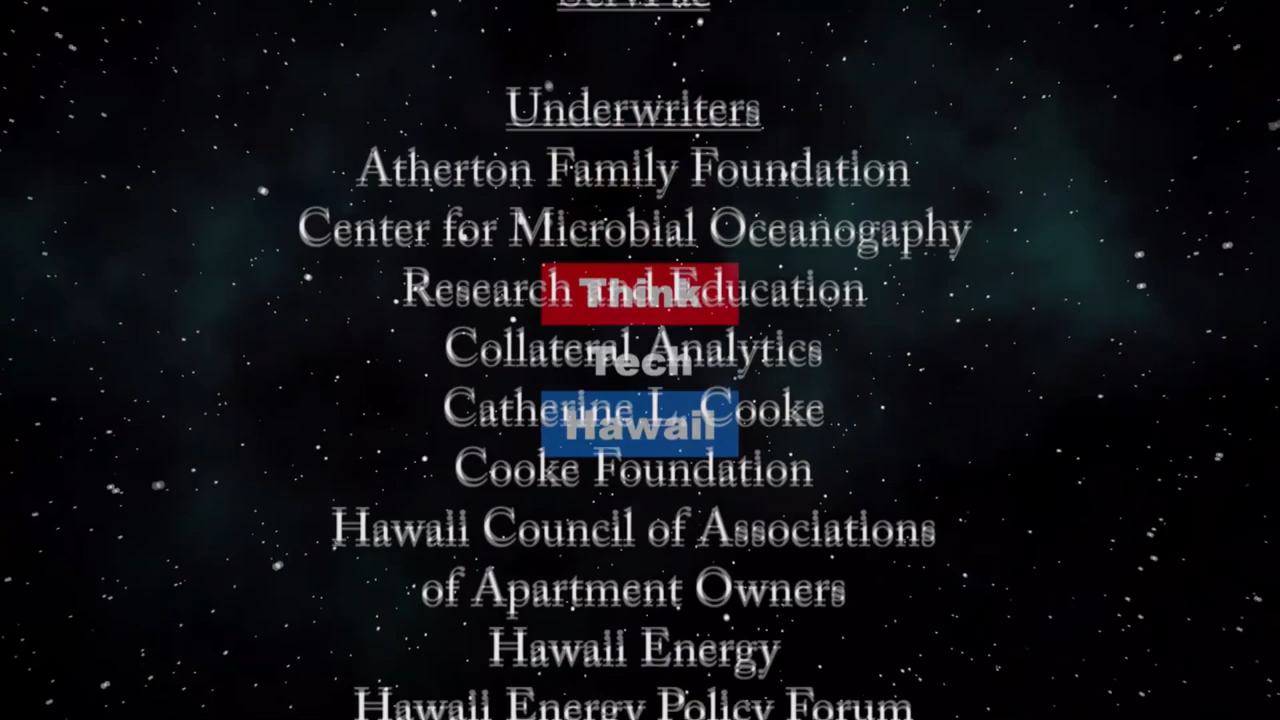 ServPac
Underwriters
Atherton Family Foundation
Center for Microbial Oceanogaphy
Research and Education
Think
Collateral Analytics
Tech
Catherine L. Cooke
Hawaii
Cooke Foundation
Hawaii Council of Associations
of Apartment Owners
Hawaii Energy
Hawaii Energy Policy Forum